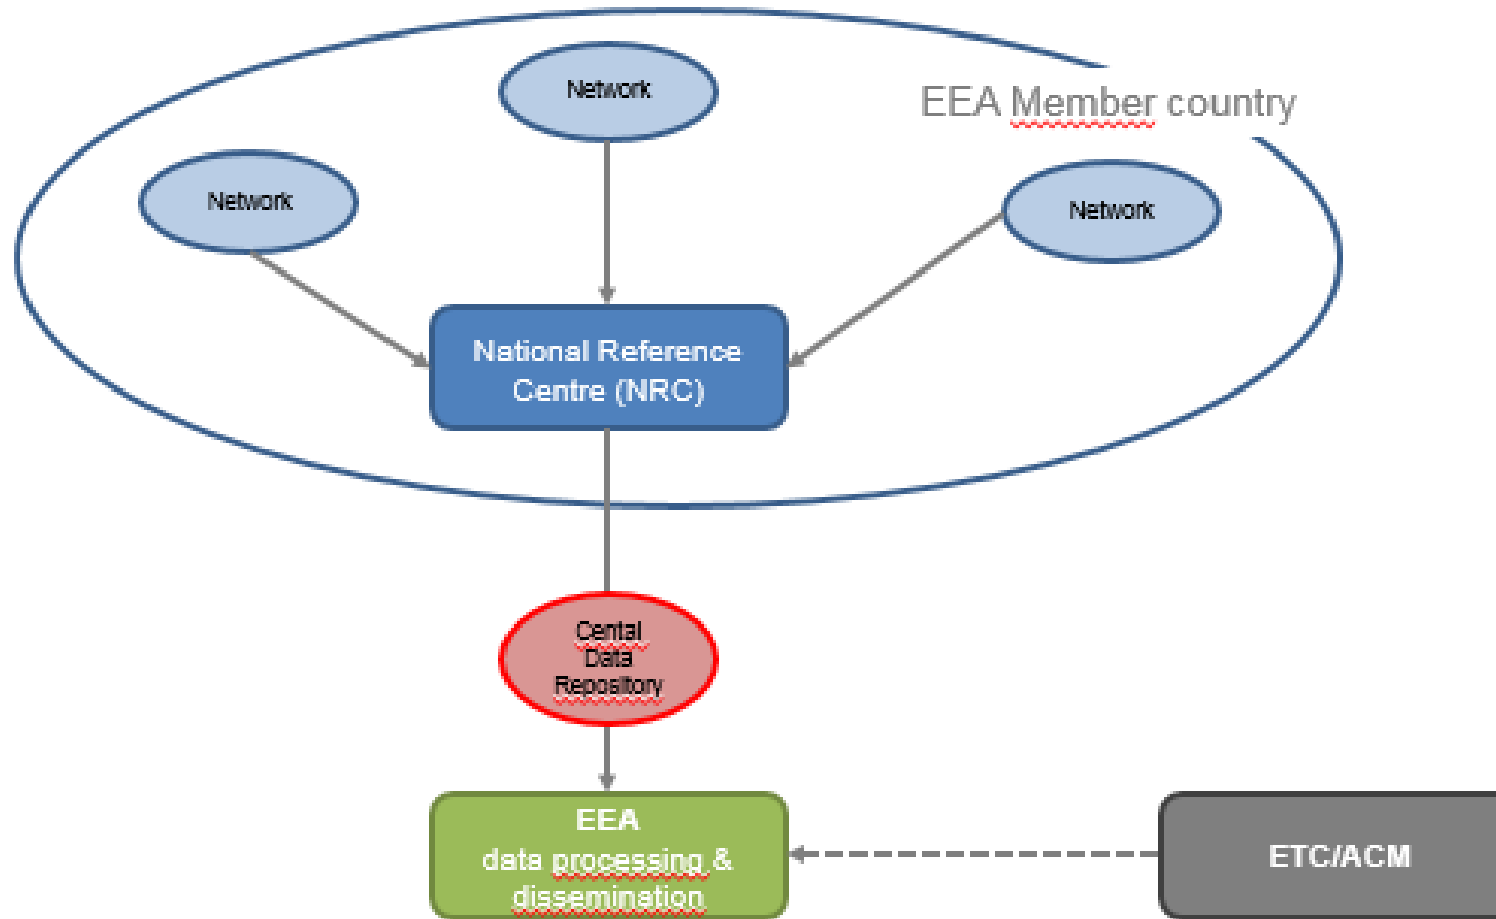 Network
EEA Member country
Network
Network
National Reference
Centre (NRC)
Cental
Data
Repository
EEA
data processing &
dissemination
ETC/ACM